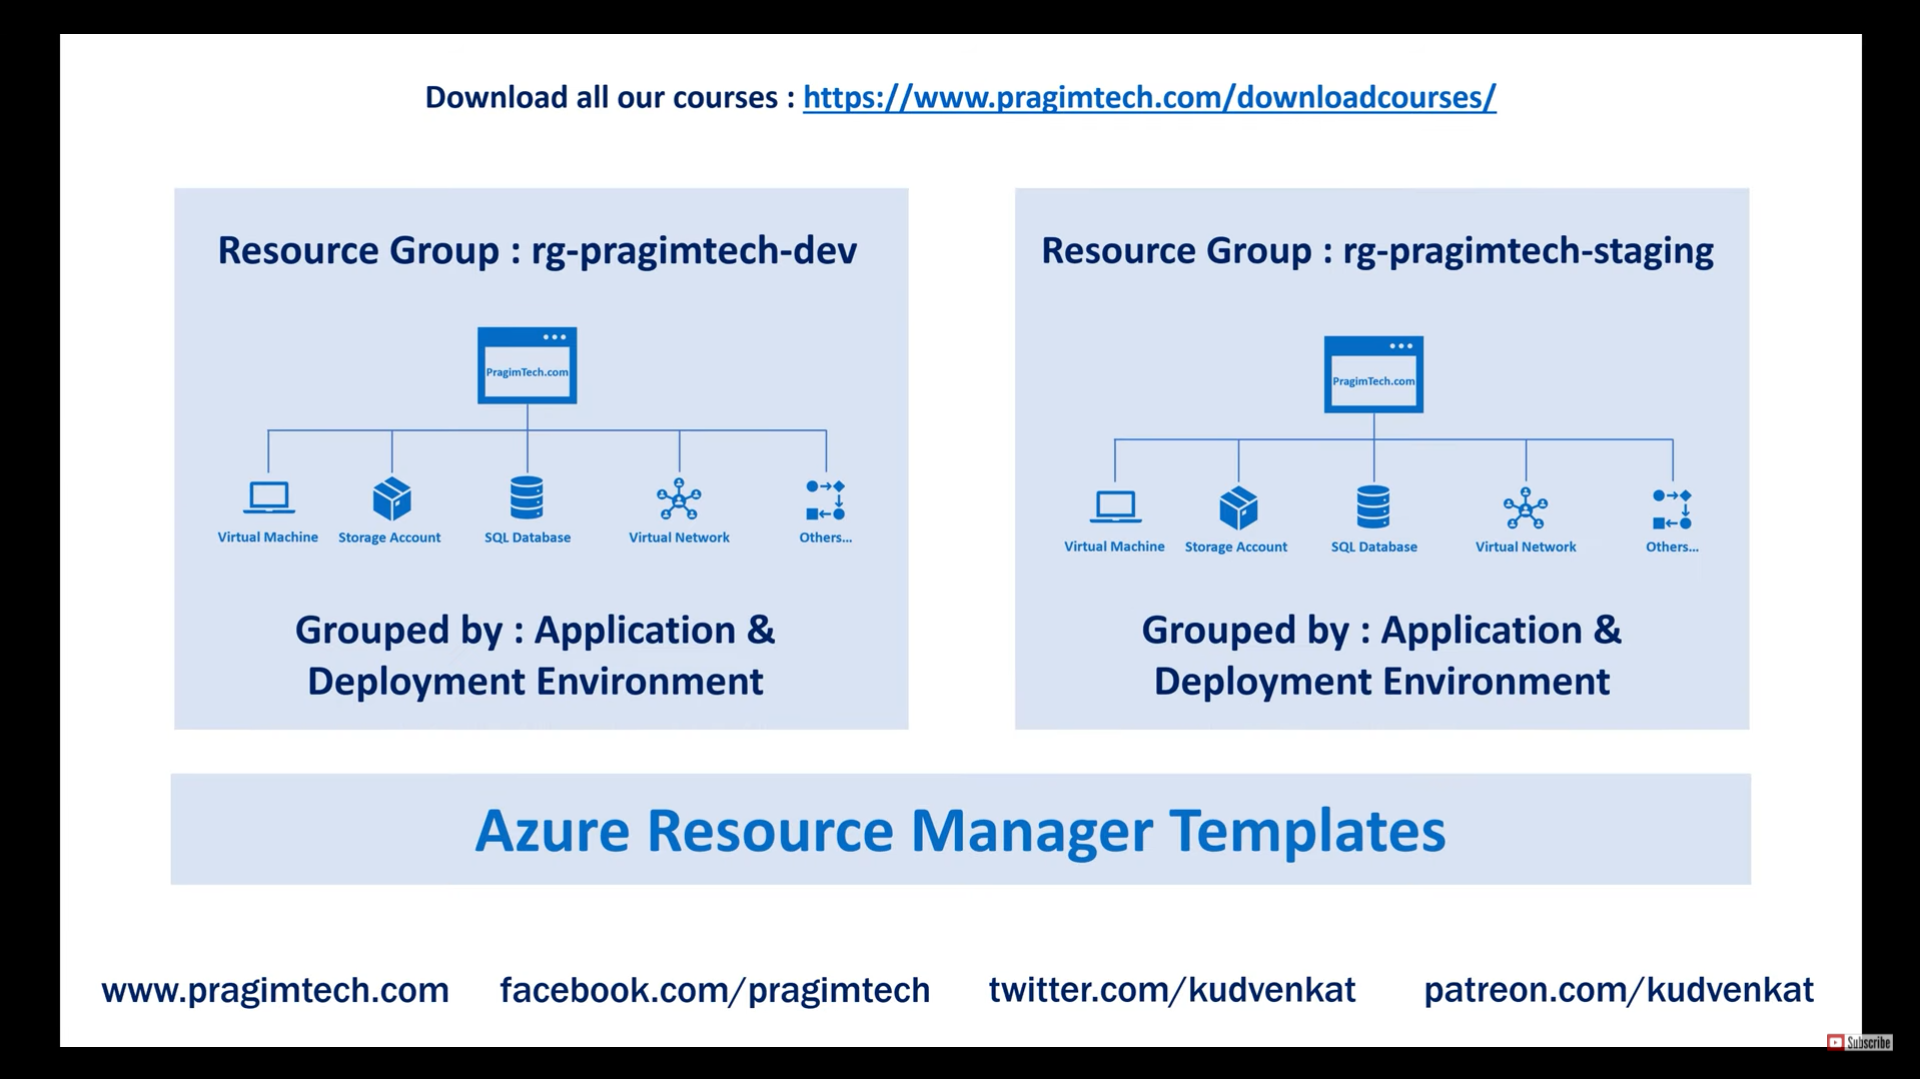 Download all our courses : https://www.pragimtech.com/downloadcourses/
Resource Group : rg-pragimtech-dev
PragimTech.com
Virtual Machine
Storage Account
SQL Database
Virtual Network
Others...
Grouped by : Application &
Deployment Environment
Resource Group : rg-pragimtech-staging
PragimTech.com
Virtual Machine
Storage Account
SQL Database
Virtual Network
Others...
Grouped by : Application &
Deployment Environment
Azure Resource Manager Templates
www.pragimtech.com
facebook.com/pragimtech
twitter.com/kudvenkat
patreon.com/kudvenkat
Subscribe